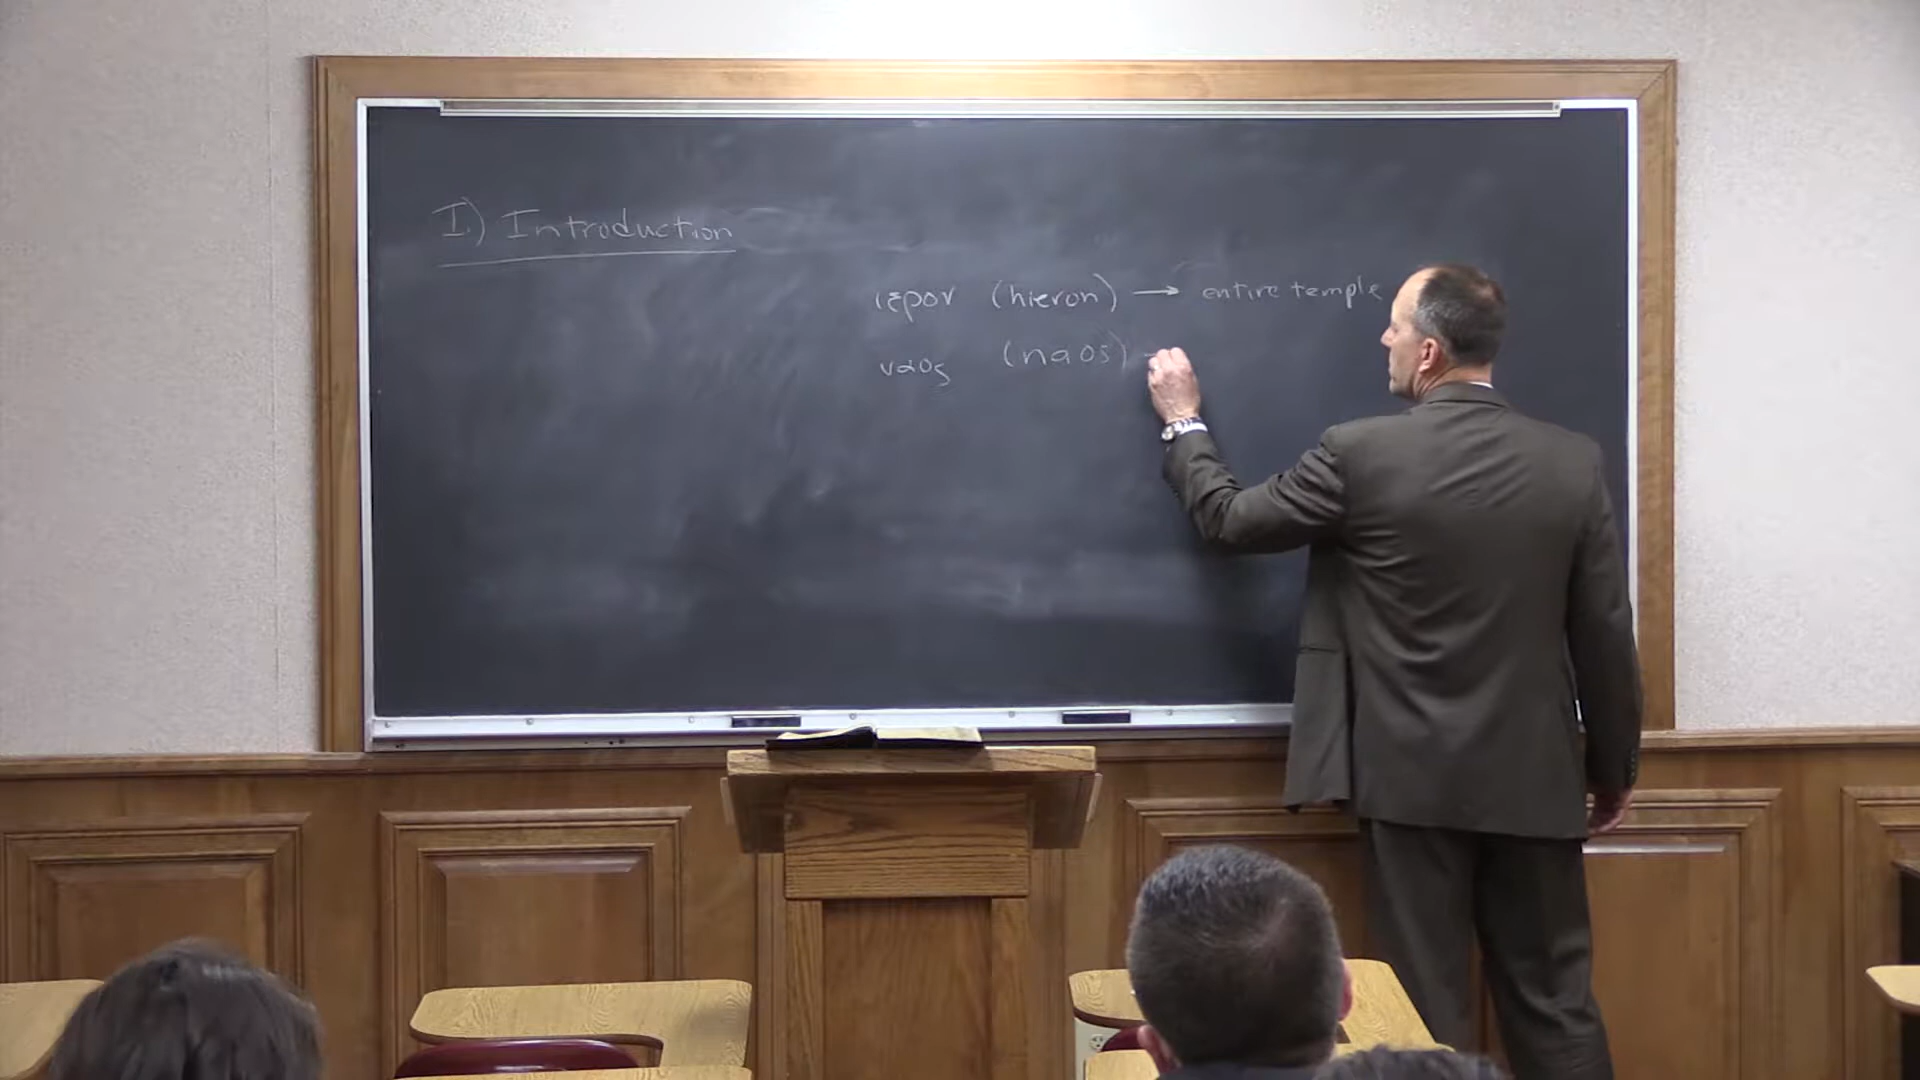 I) Introduction
ιερον (hieron) → entire temple
ναος (naos)